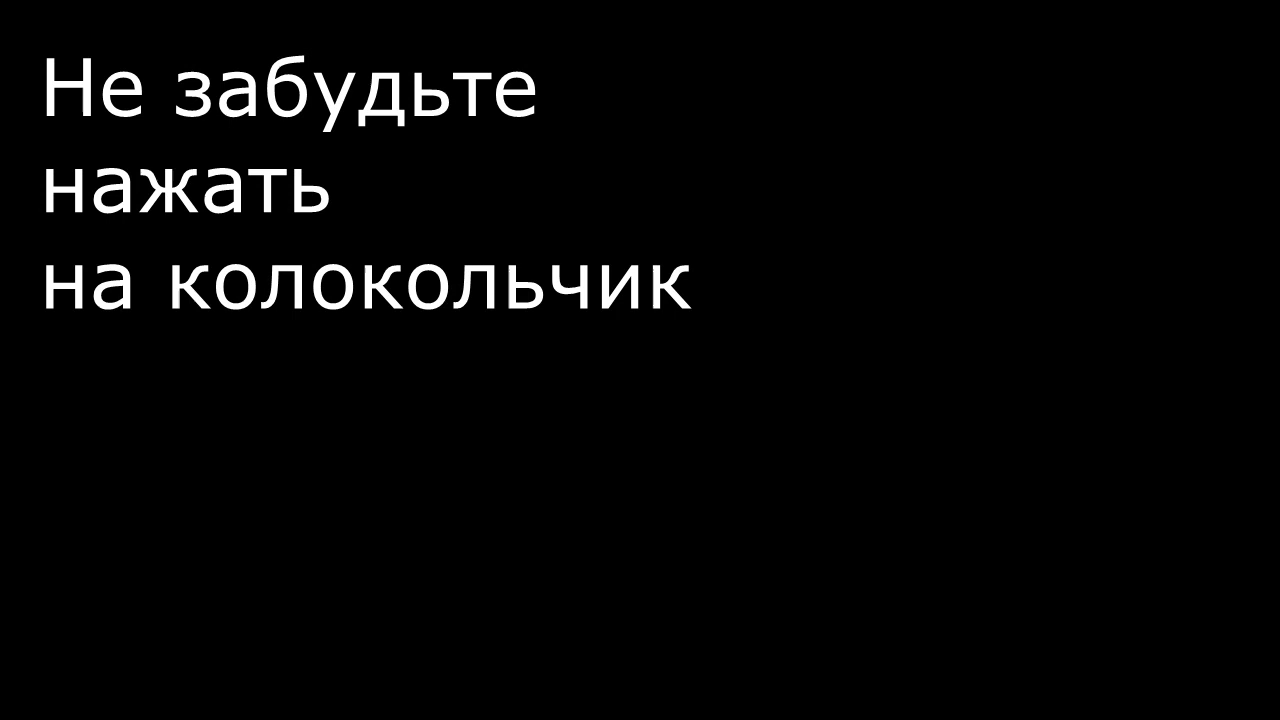 Не забудьте
нажать
на колокольчик